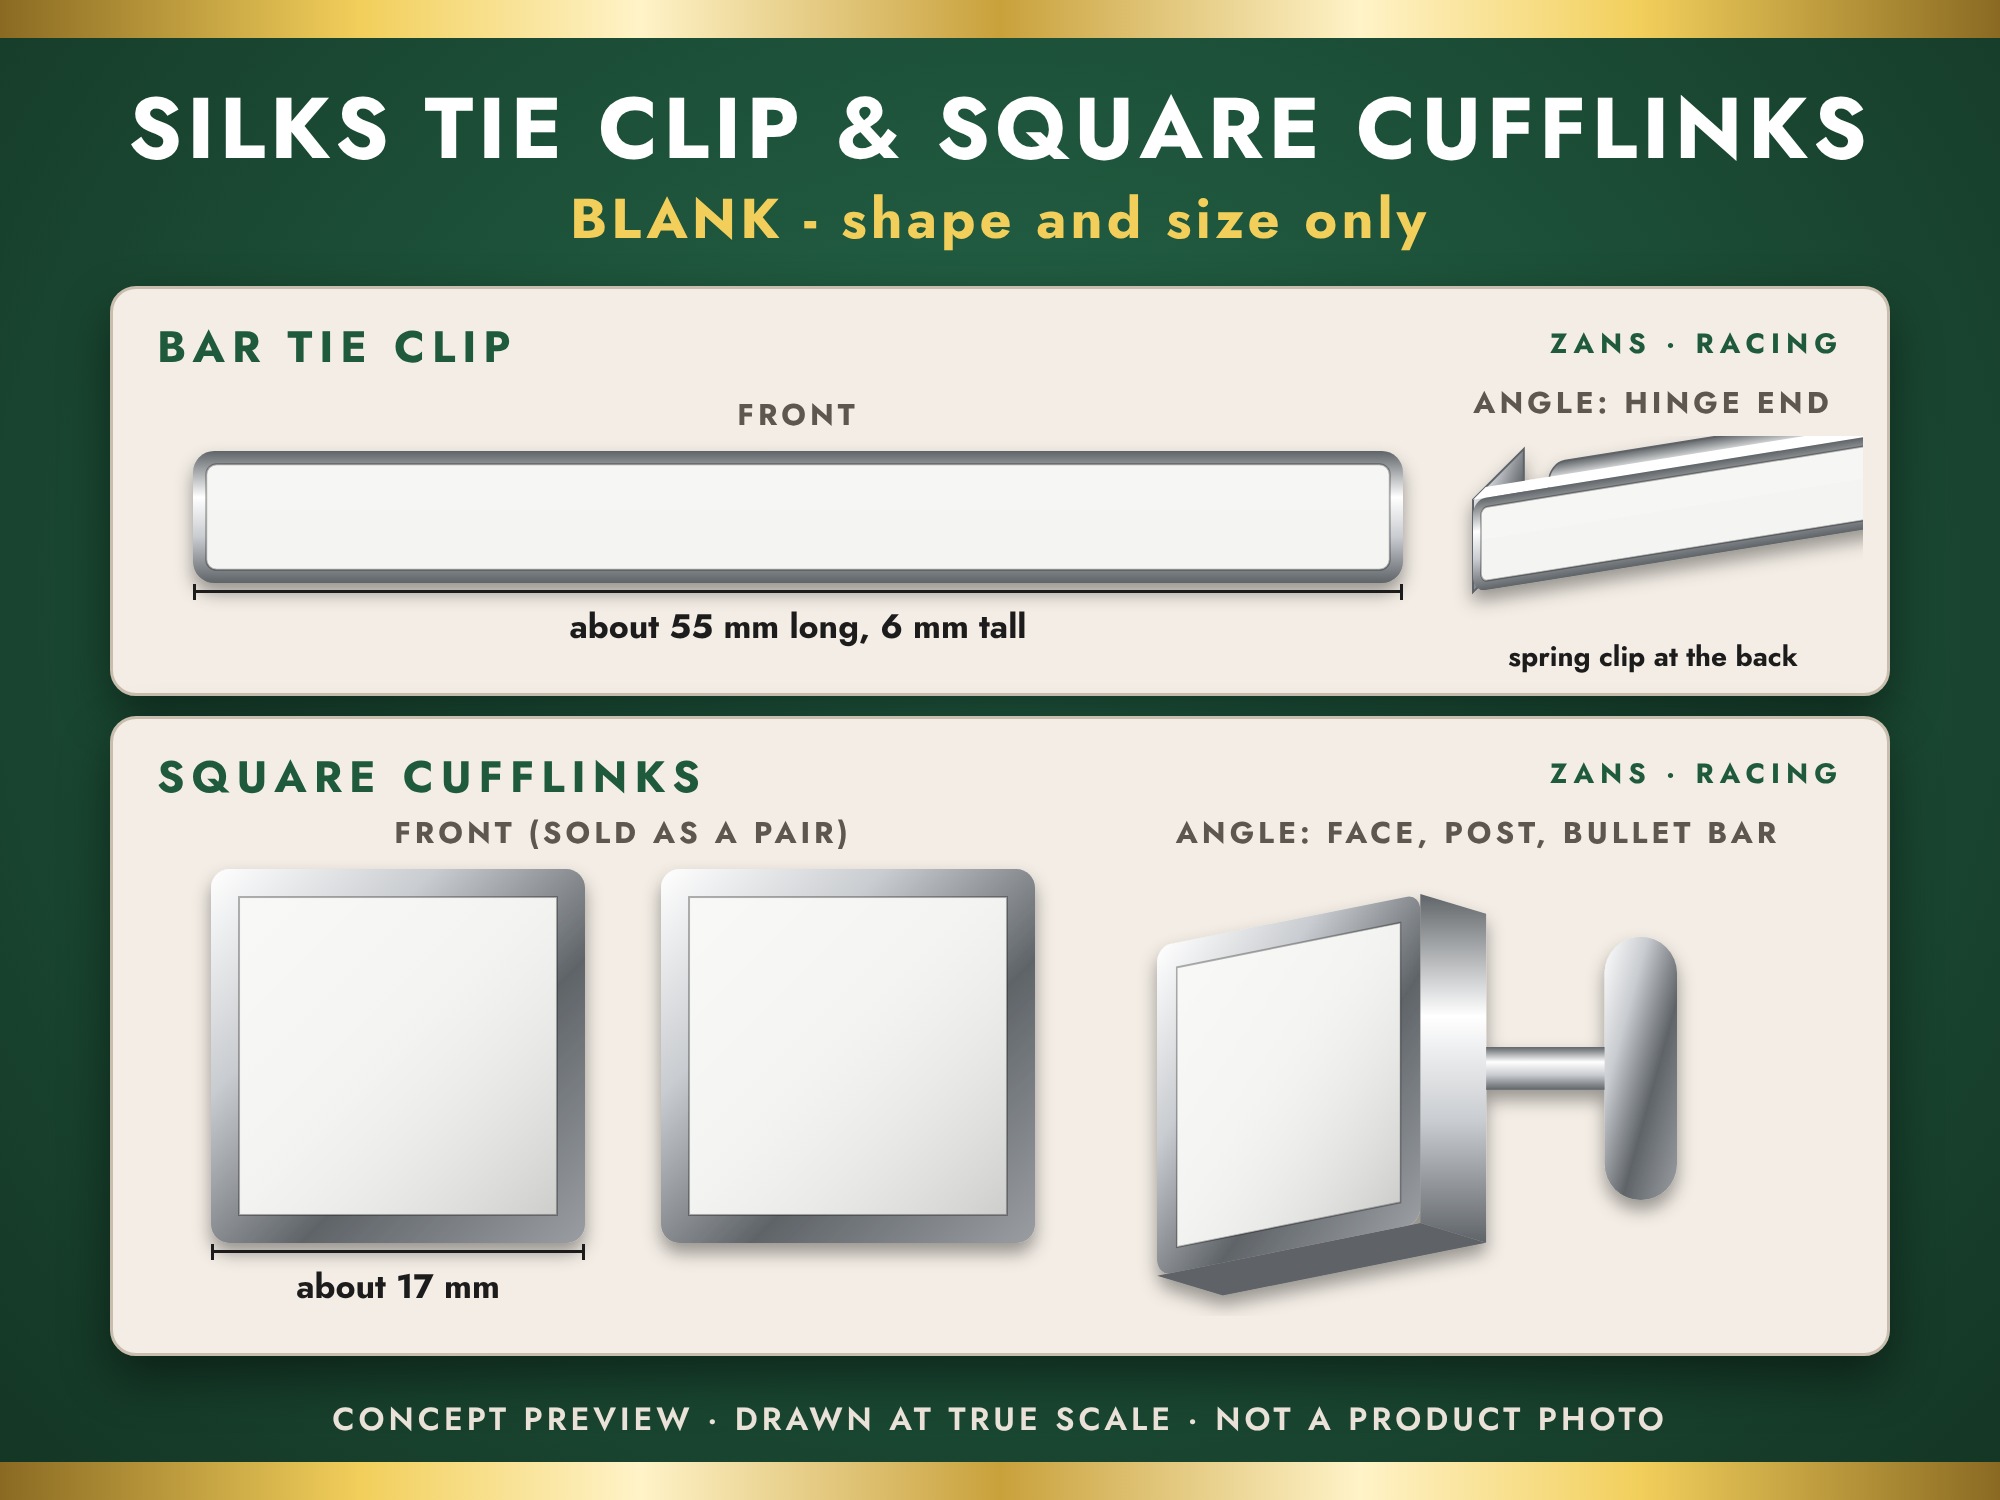 SILKS TIE CLIP & SQUARE CUFFLINKS
BLANK - shape and size only
BAR TIE CLIP
ZANS · RACING
FRONT
ANGLE: HINGE END
about 55 mm long, 6 mm tall
spring clip at the back
SQUARE CUFFLINKS
ZANS · RACING
FRONT (SOLD AS A PAIR)
ANGLE: FACE, POST, BULLET BAR
about 17 mm
CONCEPT PREVIEW · DRAWN AT TRUE SCALE · NOT A PRODUCT PHOTO